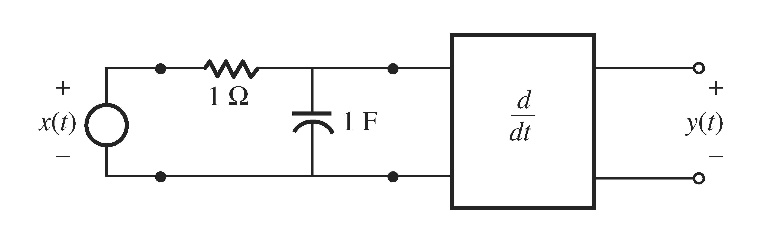 +
x(t)
−
1 Ω
1 F
d
dt
+
y(t)
−